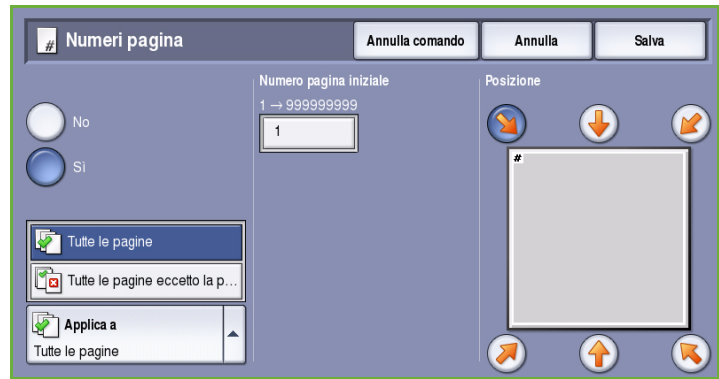 # Numeri pagina
Annulla comando
Annulla
Salva
No
Sì
Numero pagina iniziale
1 → 999999999
1
Posizione
#
Tutte le pagine
Tutte le pagine eccetto la p...
Applica a
Tutte le pagine